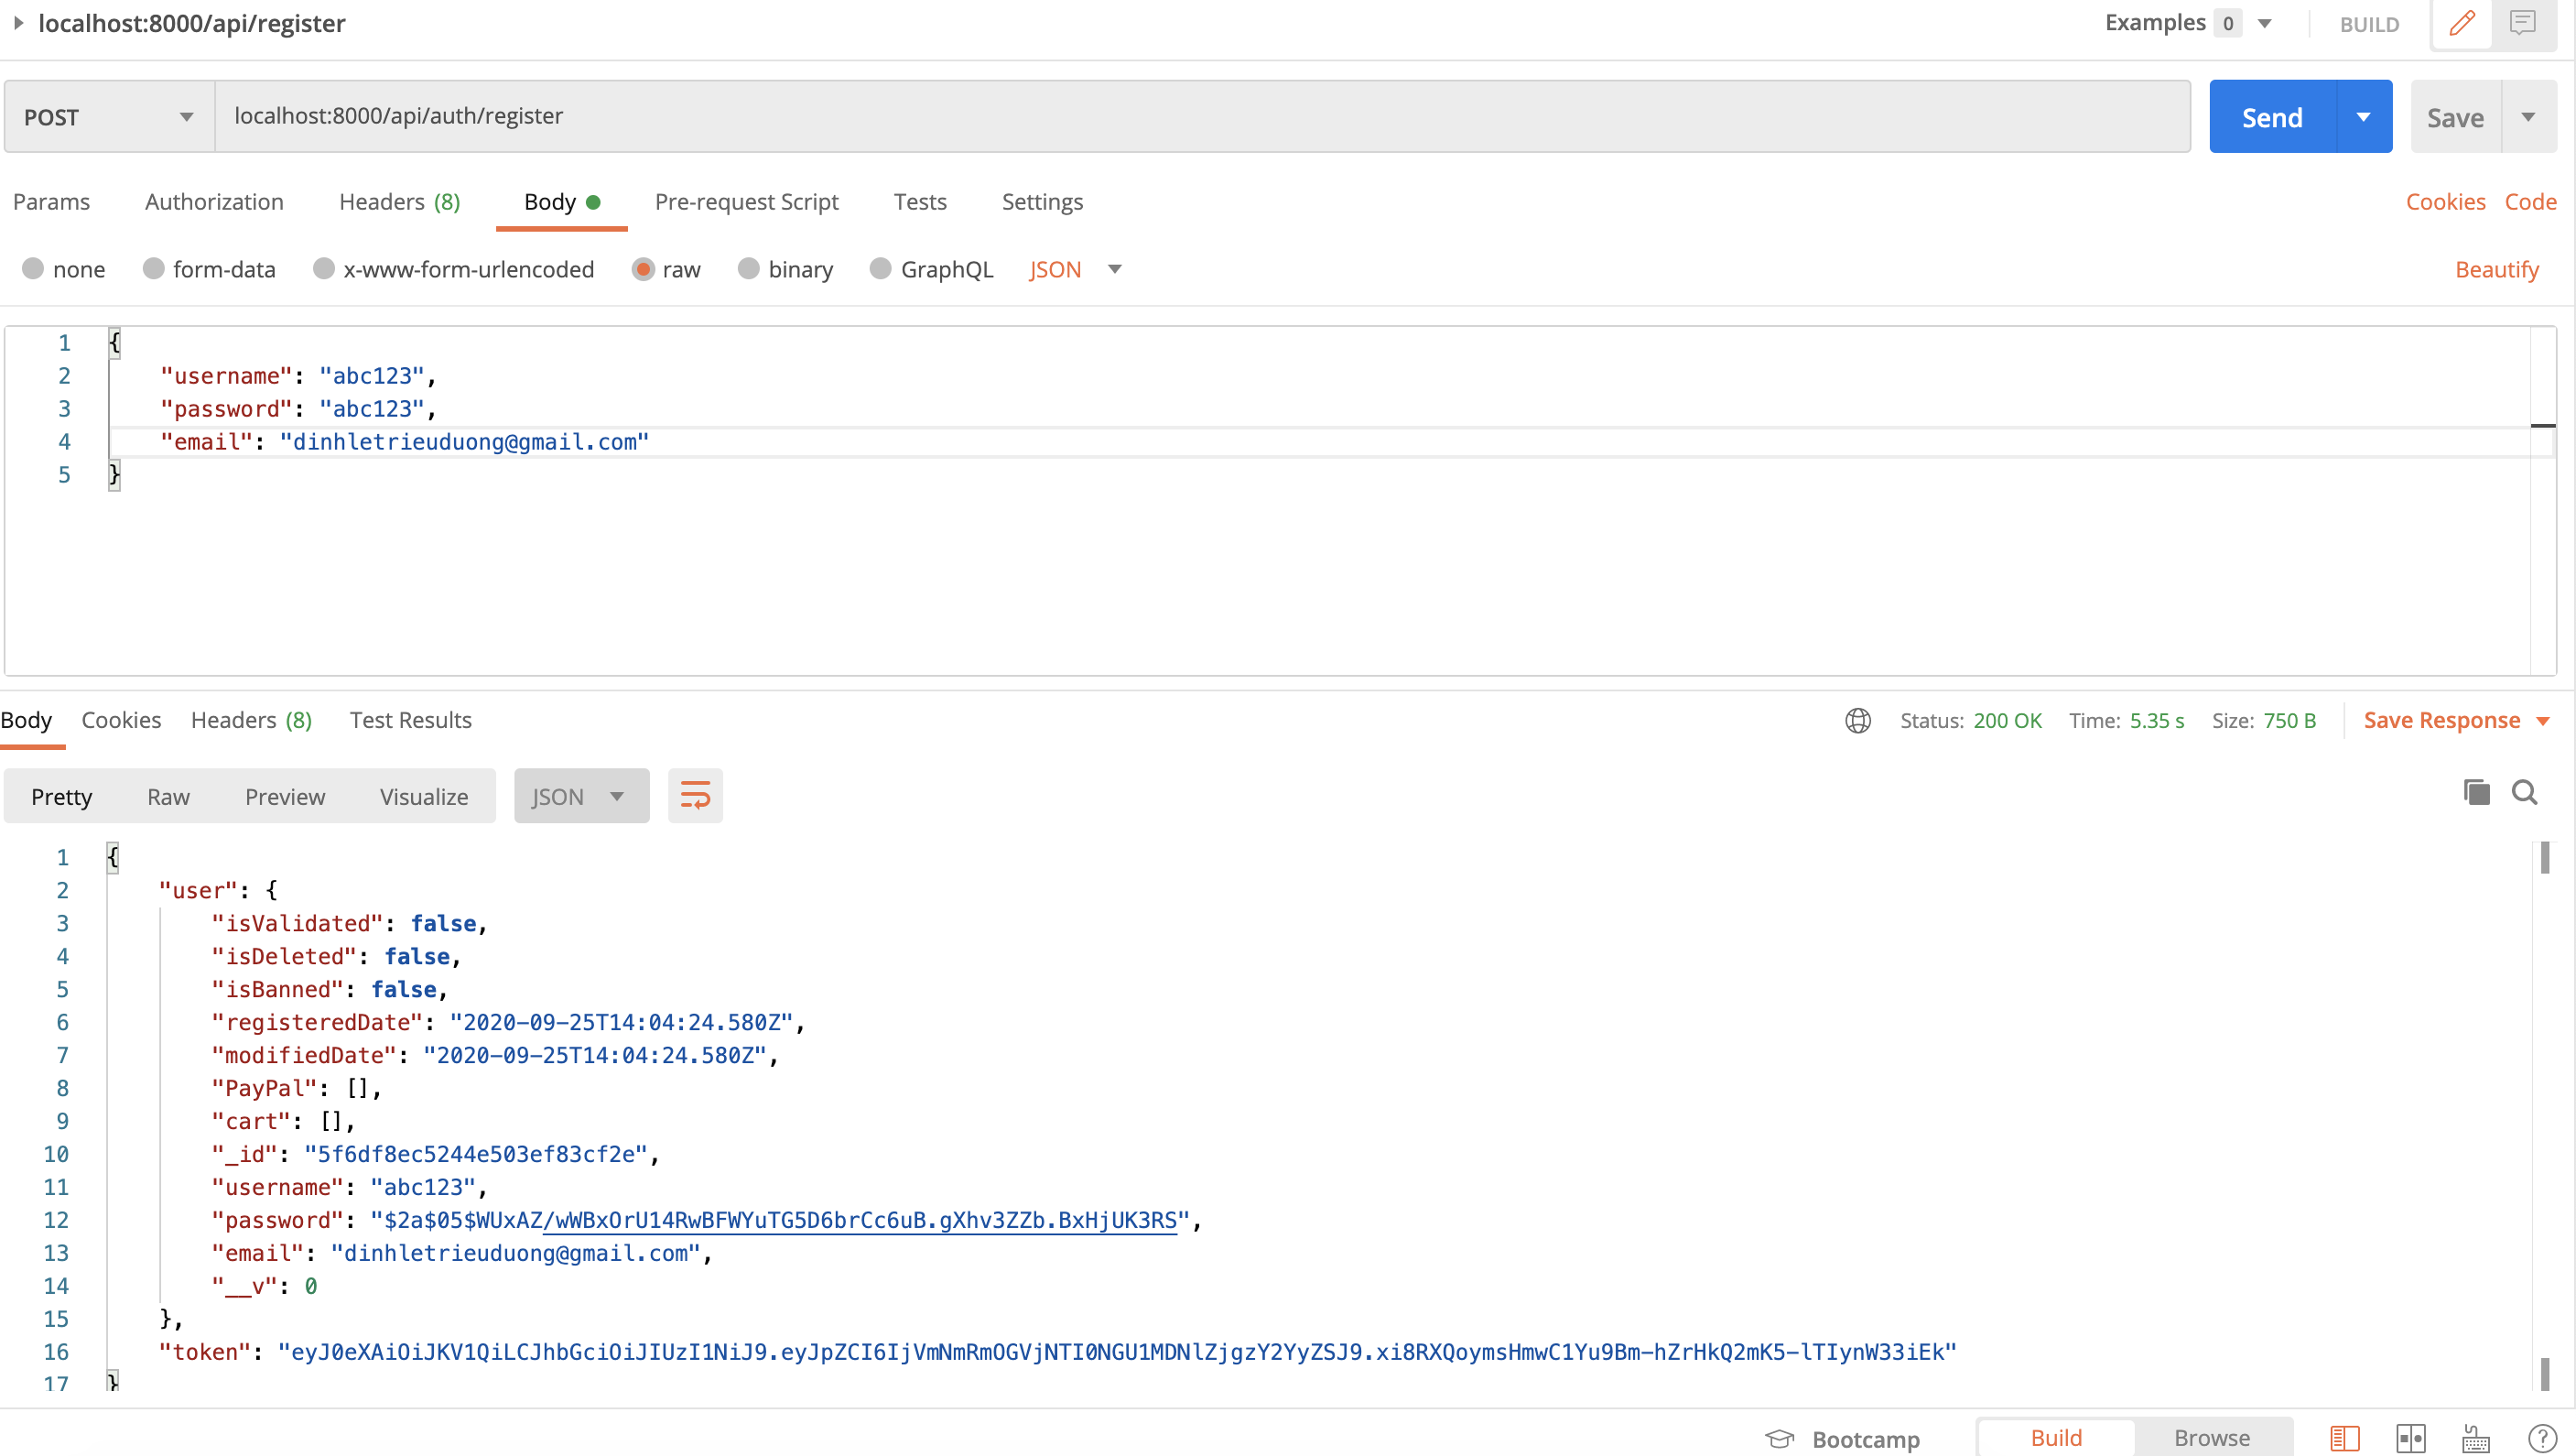 localhost:8000/api/register
Examples 0 BUILD
POST localhost:8000/api/auth/register Send Save
Params Authorization Headers (8) Body Pre-request Script Tests Settings Cookies Code
none form-data x-www-form-urlencoded raw binary GraphQL JSON Beautify
1 {
2 "username": "abc123",
3 "password": "abc123",
4 "email": "dinhletrieuduong@gmail.com"
5 }
Body Cookies Headers (8) Test Results Status: 200 OK Time: 5.35 s Size: 750 B Save Response
Pretty Raw Preview Visualize JSON
1 {
2 "user": {
3 "isValidated": false,
4 "isDeleted": false,
5 "isBanned": false,
6 "registeredDate": "2020-09-25T14:04:24.580Z",
7 "modifiedDate": "2020-09-25T14:04:24.580Z",
8 "PayPal": [],
9 "cart": [],
10 "_id": "5f6df8ec5244e503ef83cf2e",
11 "username": "abc123",
12 "password": "$2a$05$WUxAZ/wWBxOrU14RwBFWYuTG5D6brCc6uB.gXhv3ZZb.BxHjUK3RS",
13 "email": "dinhletrieuduong@gmail.com",
14 "__v": 0
15 },
16 "token": "eyJ0eXAiOiJKV1QiLCJhbGciOiJIUzI1NiJ9.eyJpZCI6IjVmNmRmOGVjNTI0NGU1MDNlZjgzY2YyZSJ9.xi8RXQoymsHmwC1Yu9Bm-hZrHkQ2mK5-lTIynW33iEk"
17 }
Bootcamp Build Browse